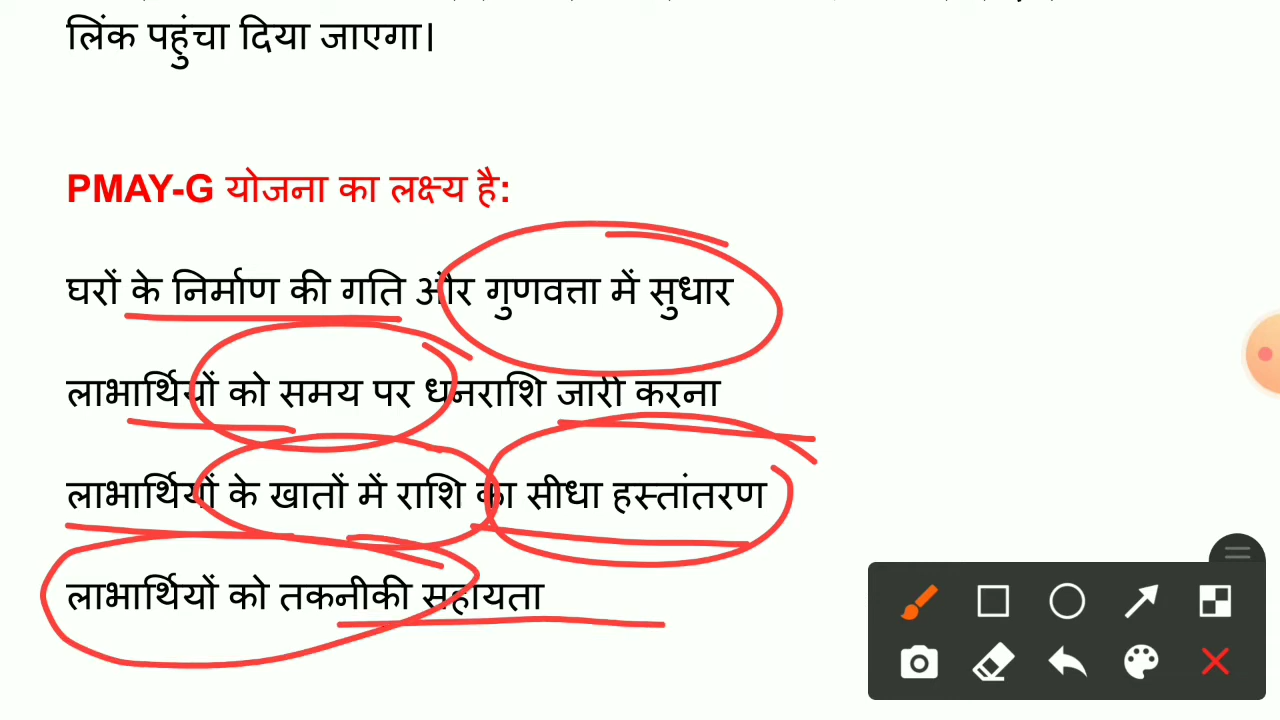 लिंक पहुंचा दिया जाएगा।
PMAY-G योजना का लक्ष्य है:
घरों के निर्माण की गति और गुणवत्ता में सुधार
लाभार्थियों को समय पर धनराशि जारी करना
लाभार्थियों के खातों में राशि का सीधा हस्तांतरण
लाभार्थियों को तकनीकी सहायता